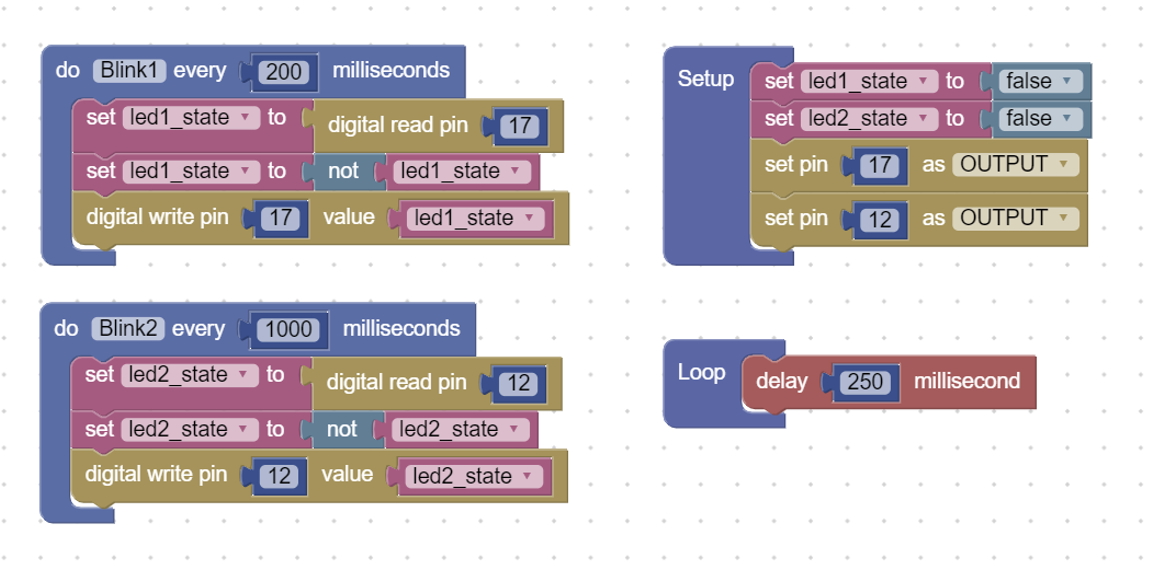 do Blink1 every 200 milliseconds
set led1_state to digital read pin 17
set led1_state to not led1_state
digital write pin 17 value led1_state
do Blink2 every 1000 milliseconds
set led2_state to digital read pin 12
set led2_state to not led2_state
digital write pin 12 value led2_state
Setup set led1_state to false
set led2_state to false
set pin 17 as OUTPUT
set pin 12 as OUTPUT
Loop delay 250 millisecond